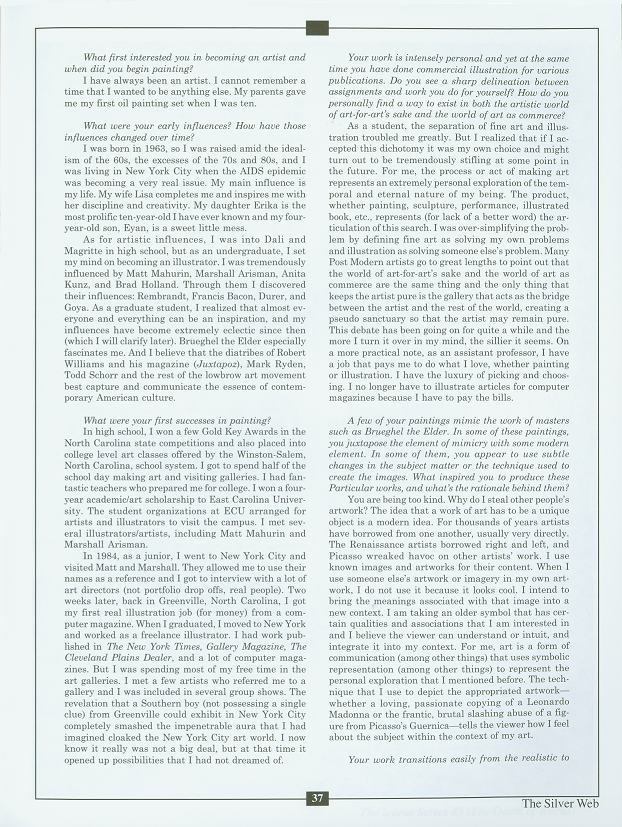 What first interested you in becoming an artist and
when did you begin painting?
I have always been an artist. I cannot remember a
time that I wanted to be anything else. My parents gave
me my first oil painting set when I was ten.
What were your early influences? How have those
influences changed over time?
I was born in 1963, so I was raised amid the ideal-
ism of the 60s, the excesses of the 70s and 80s, and I
was living in New York City when the AIDS epidemic
was becoming a very real issue. My main influence is
my life. My wife Lisa completes me and inspires me with
her discipline and creativity. My daughter Erika is the
most prolific ten-year-old I have ever known and my four-
year-old son, Eyan, is a sweet little mess.
As for artistic influences, I was into Dali and
Magritte in high school, but as an undergraduate, I set
my mind on becoming an illustrator. I was tremendously
influenced by Matt Mahurin, Marshall Arisman, Anita
Kunz, and Brad Holland. Through them I discovered
their influences: Rembrandt, Francis Bacon, Durer, and
Goya. As a graduate student, I realized that almost ev-
eryone and everything can be an inspiration, and my
influences have become extremely eclectic since then
(which I will clarify later). Brueghel the Elder especially
fascinates me. And I believe that the diatribes of Robert
Williams and his magazine (Juxtapoz), Mark Ryden,
Todd Schorr and the rest of the lowbrow art movement
best capture and communicate the essence of contem-
porary American culture.
What were your first successes in painting?
In high school, I won a few Gold Key Awards in the
North Carolina state competitions and also placed into
college level art classes offered by the Winston-Salem,
North Carolina, school system. I got to spend half of the
school day making art and visiting galleries. I had fan-
tastic teachers who prepared me for college. I won a four-
year academic/art scholarship to East Carolina Univer-
sity. The student organizations at ECU arranged for
artists and illustrators to visit the campus. I met sev-
eral illustrators/artists, including Matt Mahurin and
Marshall Arisman.
In 1984, as a junior, I went to New York City and
visited Matt and Marshall. They allowed me to use their
names as a reference and I got to interview with a lot of
art directors (not portfolio drop offs, real people). Two
weeks later, back in Greenville, North Carolina, I got
my first real illustration job (for money) from a com-
puter magazine. When I graduated, I moved to New York
and worked as a freelance illustrator. I had work pub-
lished in The New York Times, Gallery Magazine, The
Cleveland Plains Dealer, and a lot of computer maga-
zines. But I was spending most of my free time in the
art galleries. I met a few artists who referred me to a
gallery and I was included in several group shows. The
revelation that a Southern boy (not possessing a single
clue) from Greenville could exhibit in New York City
completely smashed the impenetrable aura that I had
imagined cloaked the New York City art world. I now
know it really was not a big deal, but at that time it
opened up possibilities that I had not dreamed of.
Your work is intensely personal and yet at the same
time you have done commercial illustration for various
publications. Do you see a sharp delineation between
assignments and work you do for yourself? How do you
personally find a way to exist in both the artistic world
of art-for-art's sake and the world of art as commerce?
As a student, the separation of fine art and illus-
tration troubled me greatly. But I realized that if I ac-
cepted this dichotomy it was my own choice and might
turn out to be tremendously stifling at some point in
the future. For me, the process or act of making art
represents an extremely personal exploration of the tem-
poral and eternal nature of my being. The product,
whether painting, sculpture, performance, illustrated
book, etc., represents (for lack of a better word) the ar-
ticulation of this search. I was over-simplifying the prob-
lem by defining fine art as solving my own problems
and illustration as solving someone else's problem. Many
Post Modern artists go to great lengths to point out that
the world of art-for-art's sake and the world of art as
commerce are the same thing and the only thing that
keeps the artist pure is the gallery that acts as the bridge
between the artist and the rest of the world, creating a
pseudo sanctuary so that the artist may remain pure.
This debate has been going on for quite a while and the
more I turn it over in my mind, the sillier it seems. On
a more practical note, as an assistant professor, I have
a job that pays me to do what I love, whether painting
or illustration. I have the luxury of picking and choos-
ing. I no longer have to illustrate articles for computer
magazines because I have to pay the bills.
A few of your paintings mimic the work of masters
such as Brueghel the Elder. In some of these paintings,
you juxtapose the element of mimicry with some modern
element. In some of them, you appear to use subtle
changes in the subject matter or the technique used to
create the images. What inspired you to produce these
Particular works, and what's the rationale behind them?
You are being too kind. Why do I steal other people's
artwork? The idea that a work of art has to be a unique
object is a modern idea. For thousands of years artists
have borrowed from one another, usually very directly.
The Renaissance artists borrowed right and left, and
Picasso wreaked havoc on other artists' work. I use
known images and artworks for their content. When I
use someone else's artwork or imagery in my own art-
work, I do not use it because it looks cool. I intend to
bring the meanings associated with that image into a
new context. I am taking an older symbol that has cer-
tain qualities and associations that I am interested in
and I believe the viewer can understand or intuit, and
integrate it into my context. For me, art is a form of
communication (among other things) that uses symbolic
representation (among other things) to represent the
personal exploration that I mentioned before. The tech-
nique that I use to depict the appropriated artwork—
whether a loving, passionate copying of a Leonardo
Madonna or the frantic, brutal slashing abuse of a fig-
ure from Picasso's Guernica—tells the viewer how I feel
about the subject within the context of my art.
Your work transitions easily from the realistic to
37
The Silver Web